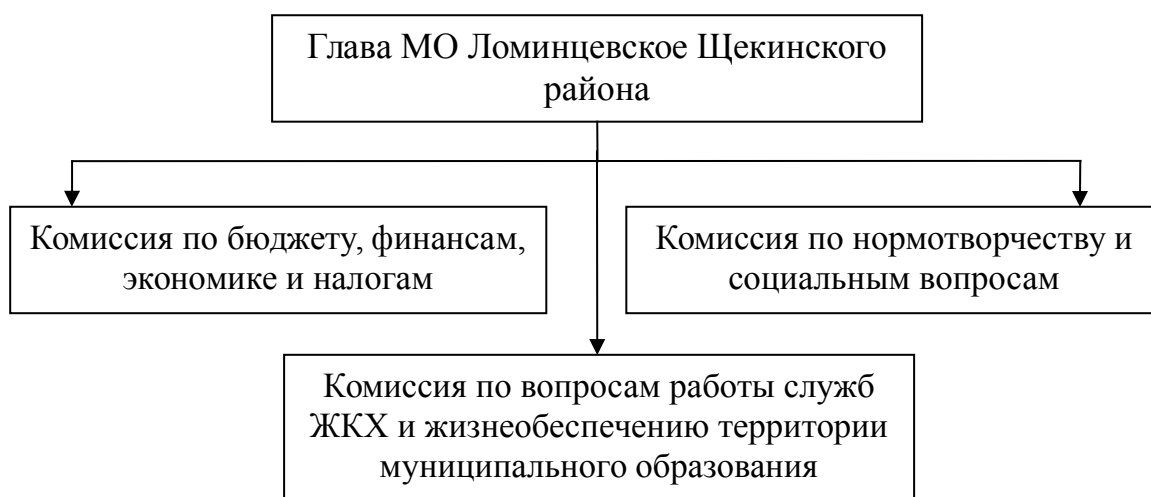 Глава МО Ломинцевское Щекинского
района
Комиссия по бюджету, финансам,
экономике и налогам
Комиссия по нормотворчеству и
социальным вопросам
Комиссия по вопросам работы служб
ЖКХ и жизнеобеспечению территории
муниципального образования